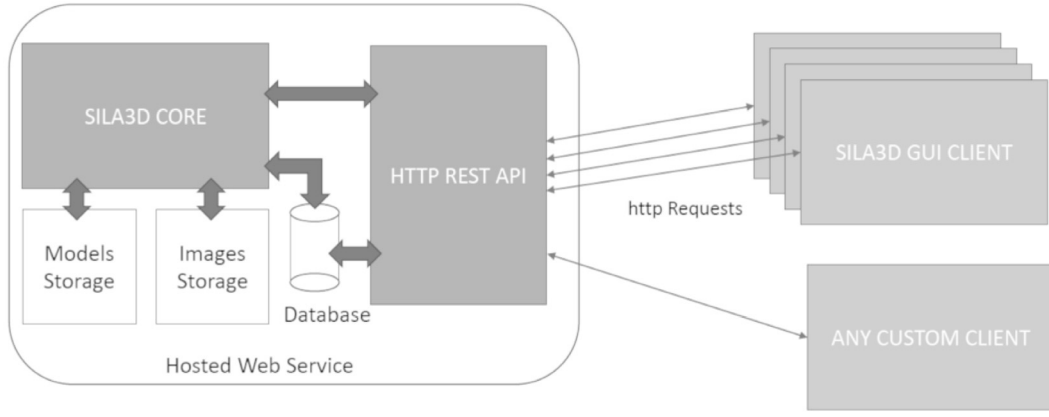 SILA3D CORE
HTTP REST API
Models
Storage
Images
Storage
Database
Hosted Web Service
http Requests
SILA3D GUI CLIENT
ANY CUSTOM CLIENT